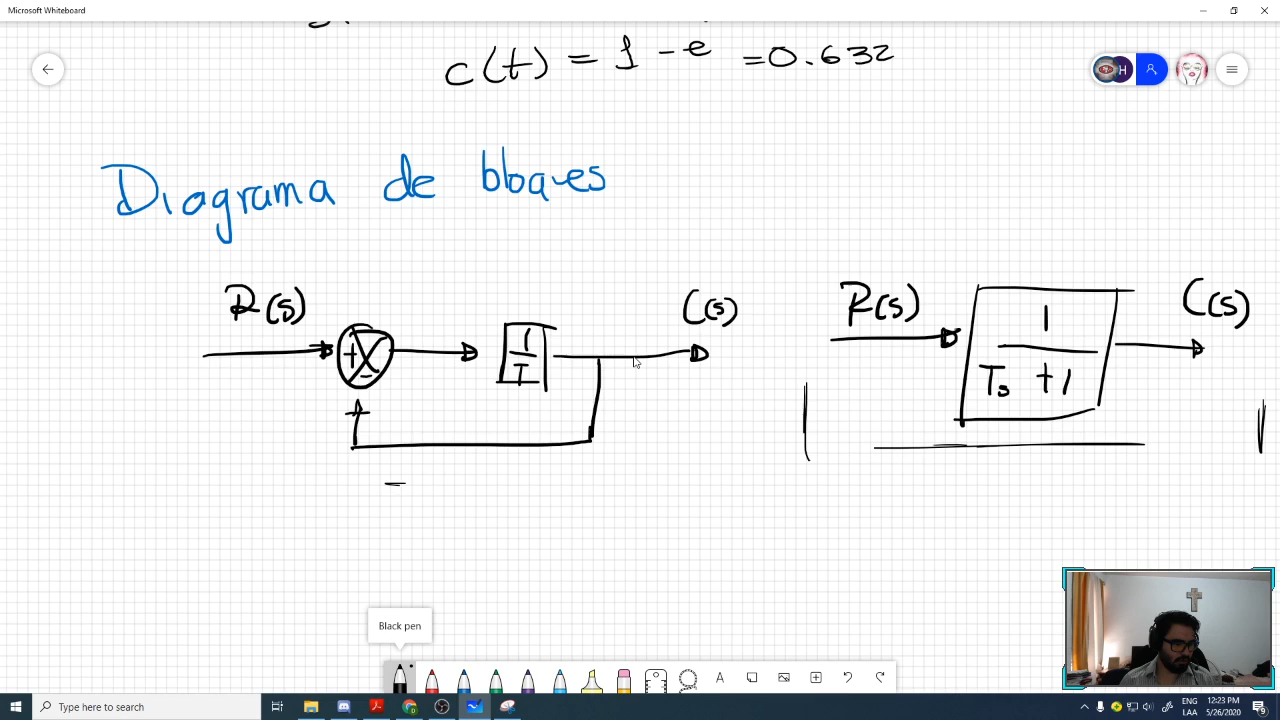 Microsoft Whiteboard
c(t) = 1 - e = 0.632
H
Diagrama de bloques
R(s)
C(s)
R(s)
C(s)
+
-
1
T
1
Ts +1
Black pen
A
Type here to search
ENG
LAA
12:23 PM
5/26/2020
9